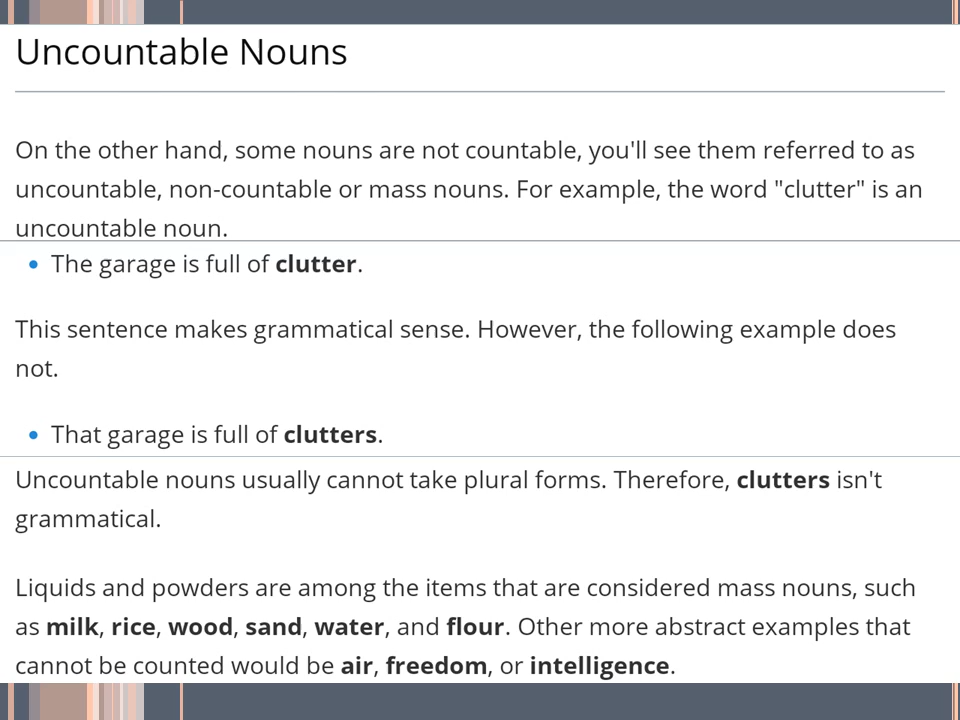 Uncountable Nouns
On the other hand, some nouns are not countable, you'll see them referred to as
uncountable, non-countable or mass nouns. For example, the word "clutter" is an
uncountable noun.
• The garage is full of clutter.
This sentence makes grammatical sense. However, the following example does
not.
• That garage is full of clutters.
Uncountable nouns usually cannot take plural forms. Therefore, clutters isn't
grammatical.
Liquids and powders are among the items that are considered mass nouns, such
as milk, rice, wood, sand, water, and flour. Other more abstract examples that
cannot be counted would be air, freedom, or intelligence.